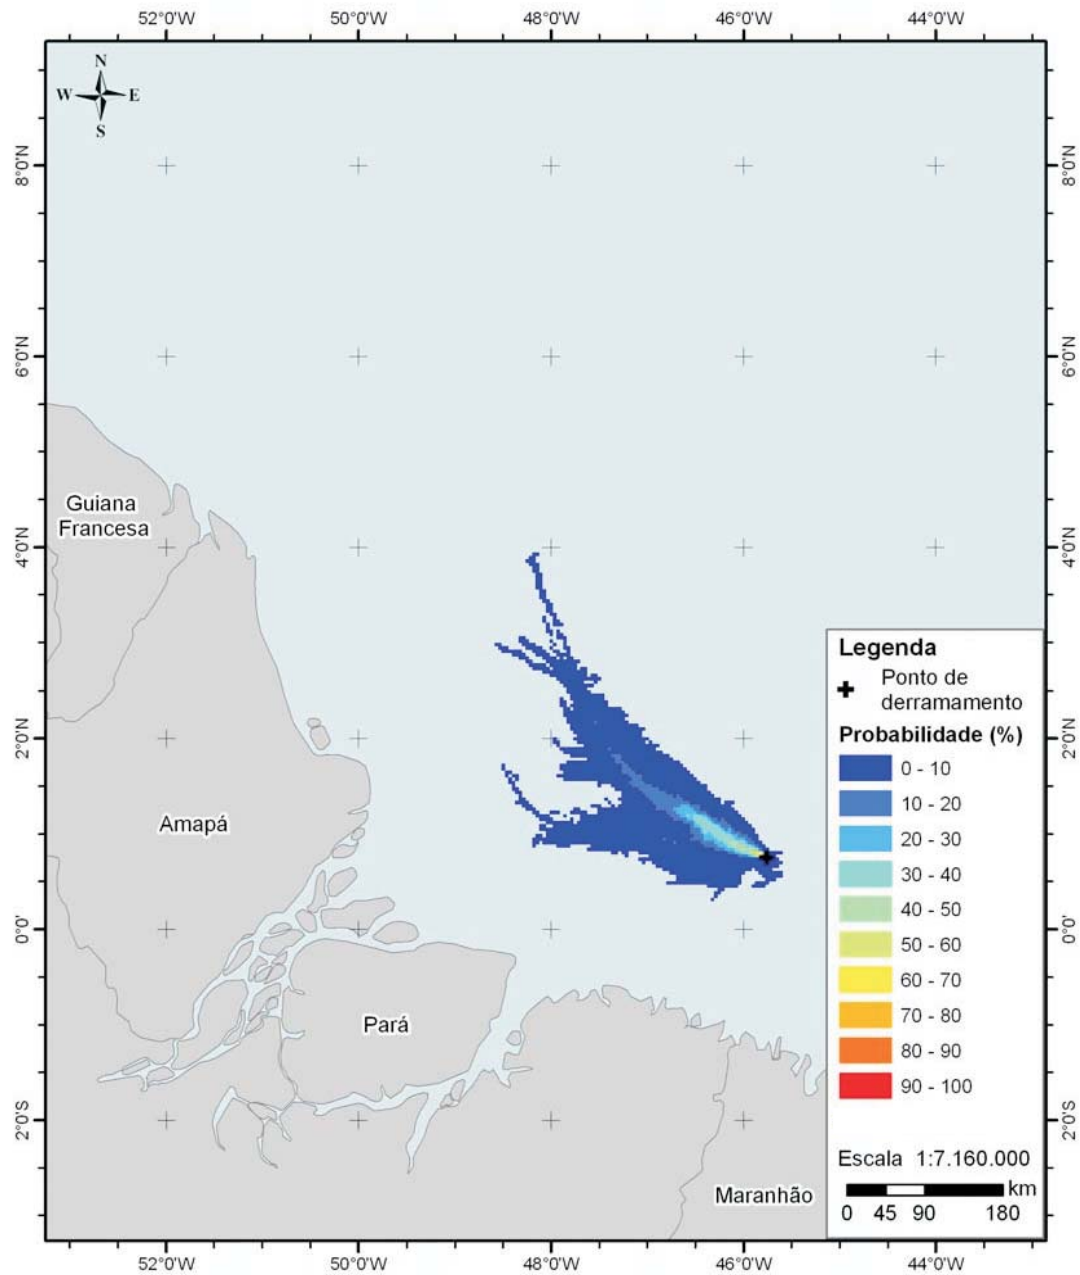 52°0'W 50°0'W 48°0'W 46°0'W 44°0'W
N
W E
S
8°0'N 8°0'N
6°0'N 6°0'N
Guiana
Francesa
4°0'N 4°0'N
Legenda
Ponto de
derramamento
2°0'N 2°0'N
Probabilidade (%)
0 - 10
10 - 20
Amapá
20 - 30
30 - 40
40 - 50
0°0' 0°0'
50 - 60
60 - 70
70 - 80
Pará
80 - 90
90 - 100
2°0'S 2°0'S
Escala 1:7.160.000
km
Maranhão
0 45 90 180
52°0'W 50°0'W 48°0'W 46°0'W 44°0'W